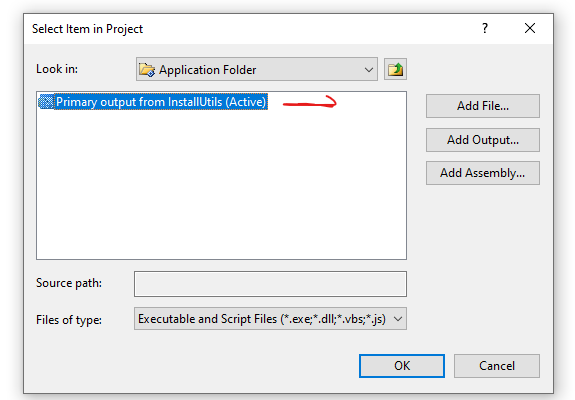 Select Item in Project
? ×
Look in:
Application Folder
Primary output from InstallUtils (Active)
Add File...
Add Output...
Add Assembly...
Source path:
Files of type:
Executable and Script Files (*.exe;*.dll;*.vbs;*.js)
OK
Cancel